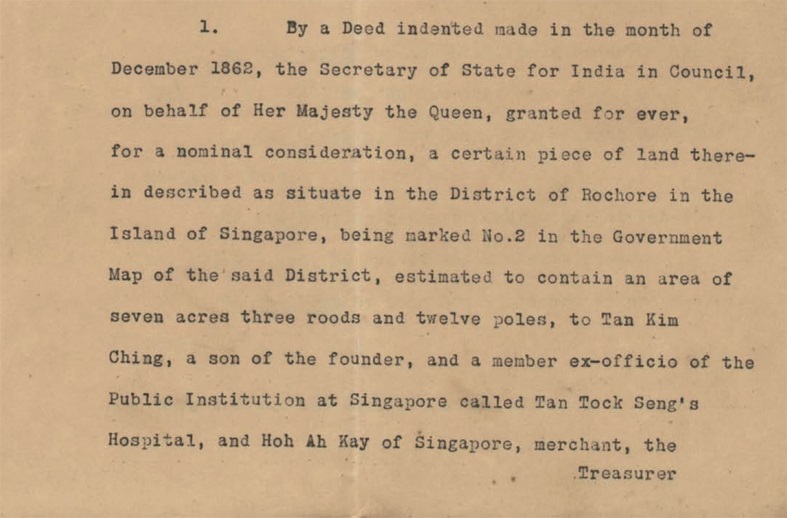 1. By a Deed indented made in the month of
December 1862, the Secretary of State for India in Council,
on behalf of Her Majesty the Queen, granted for ever,
for a nominal consideration, a certain piece of land there-
in described as situate in the District of Rochore in the
Island of Singapore, being marked No.2 in the Government
Map of the said District, estimated to contain an area of
seven acres three roods and twelve poles, to Tan Kim
Ching, a son of the founder, and a member ex-officio of the
Public Institution at Singapore called Tan Tock Seng's
Hospital, and Hoh Ah Kay of Singapore, merchant, the
Treasurer